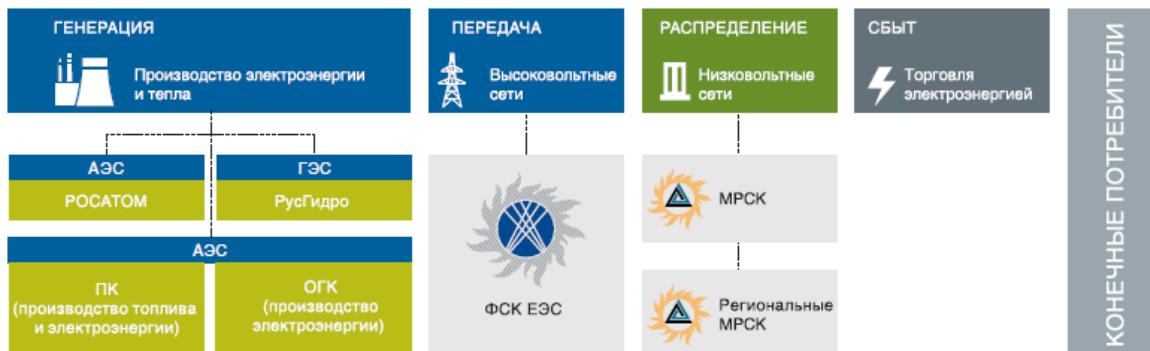 ГЕНЕРАЦИЯ
Производство электроэнергии
и тепла
ПЕРЕДАЧА
Высоковольтные
сети
РАСПРЕДЕЛЕНИЕ
Низковольтные
сети
СБЫТ
Торговля
электроэнергией
КОНЕЧНЫЕ ПОТРЕБИТЕЛИ
АЭС
РОСАТОМ
ГЭС
РусГидро
АЭС
ПК
(производство топлива
и электроэнергии)
ОГК
(производство
электроэнергии)
ФСК ЕЭС
МРСК
Региональные
МРСК